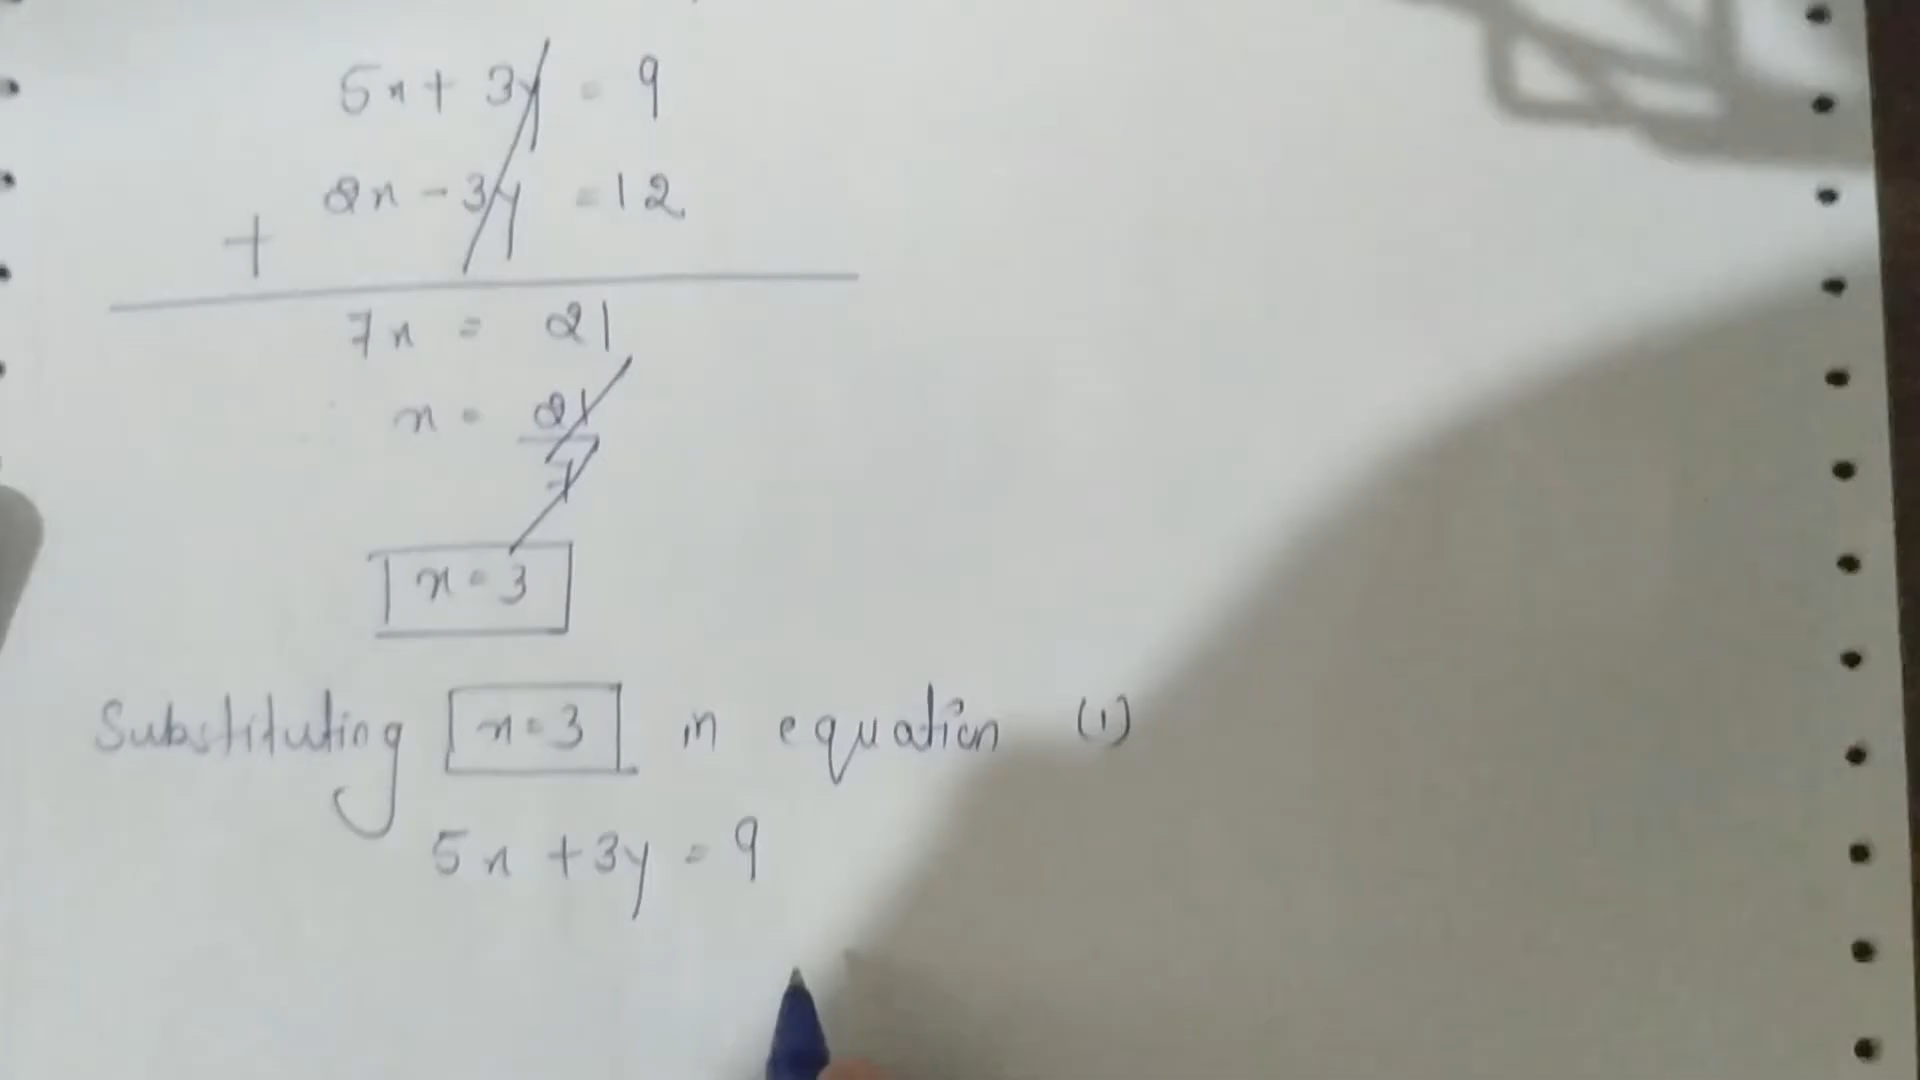 5x + 3y = 9
2x - 3y = 12
+
7x = 21
x = 21
7
x = 3
Substituting x = 3 in equation (1)
5x + 3y = 9